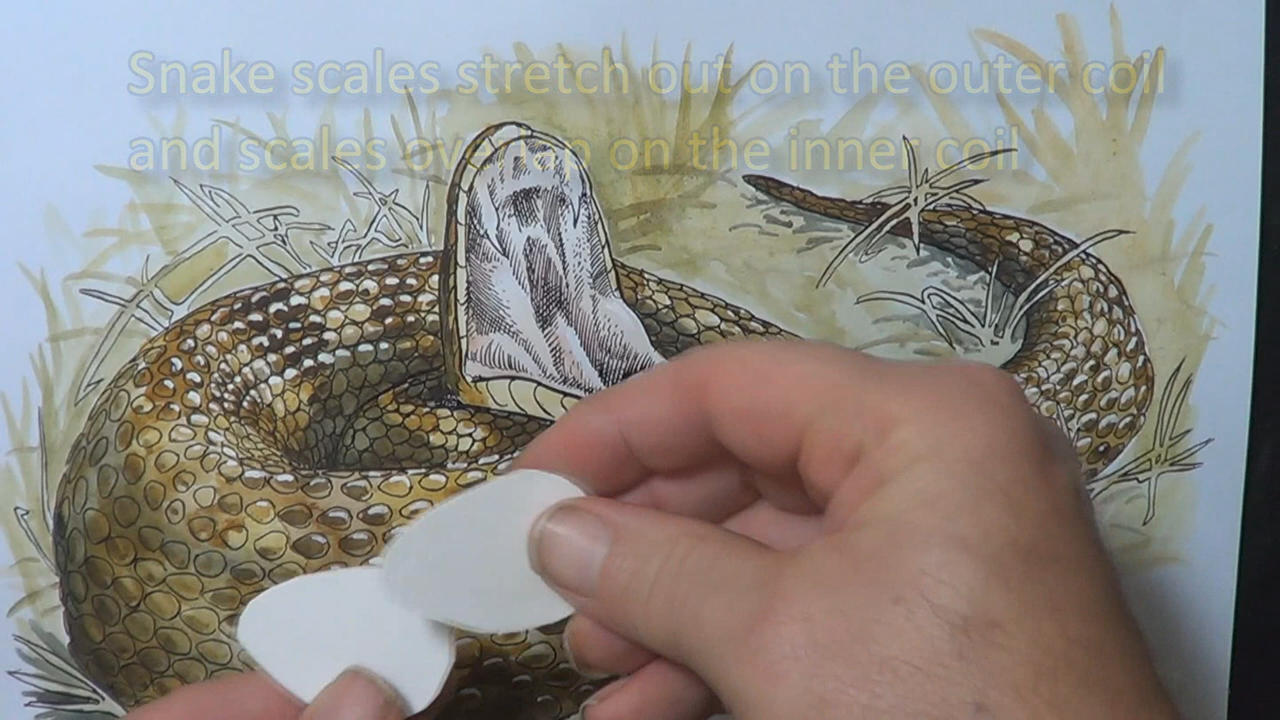 Snake scales stretch out on the outer coil
and scales overlap on the inner coil